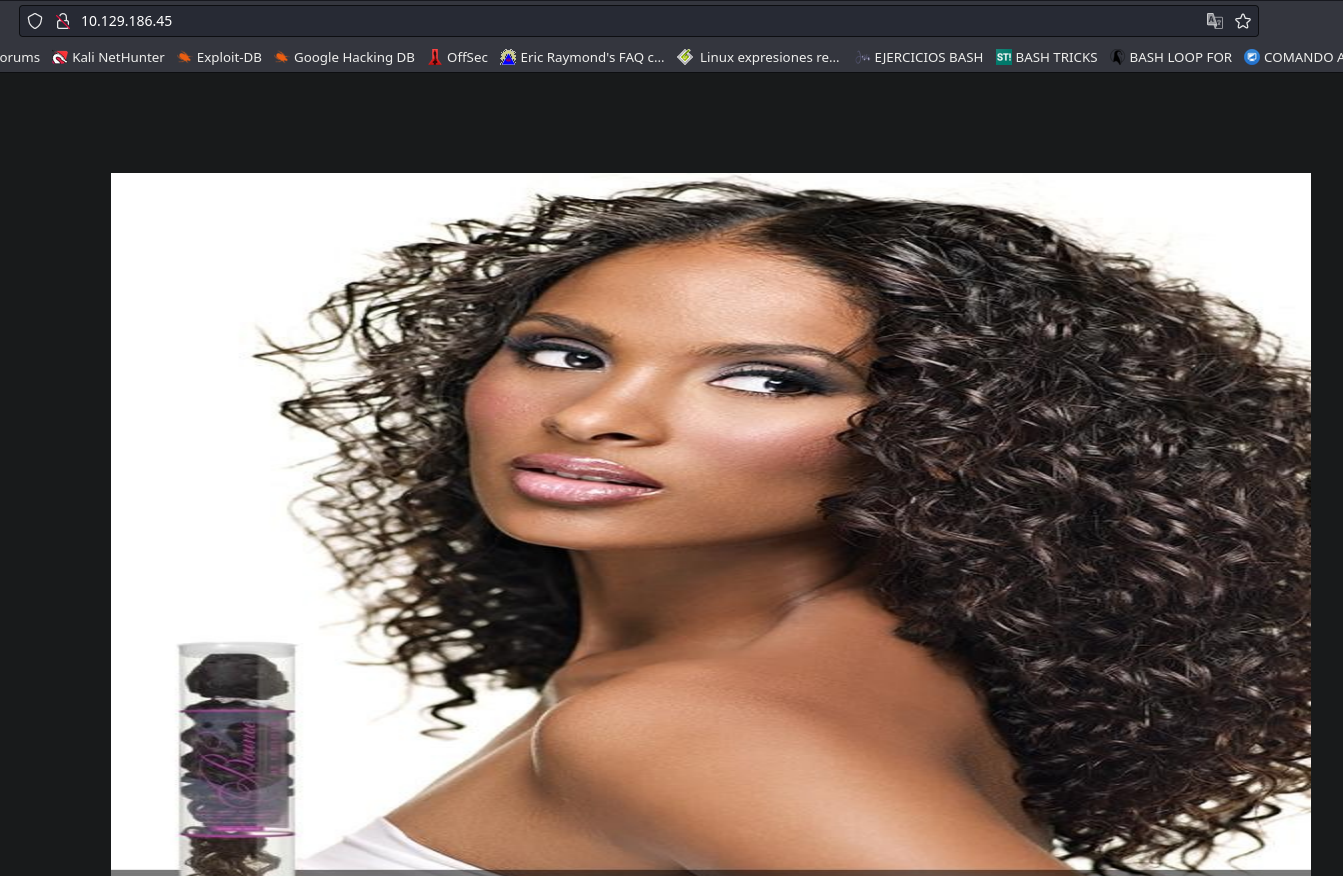 10.129.186.45
orums Kali NetHunter Exploit-DB Google Hacking DB OffSec Eric Raymond's FAQ c... Linux expresiones re... ST! EJERCICIOS BASH BASH TRICKS BASH LOOP FOR COMANDO A
Bounce